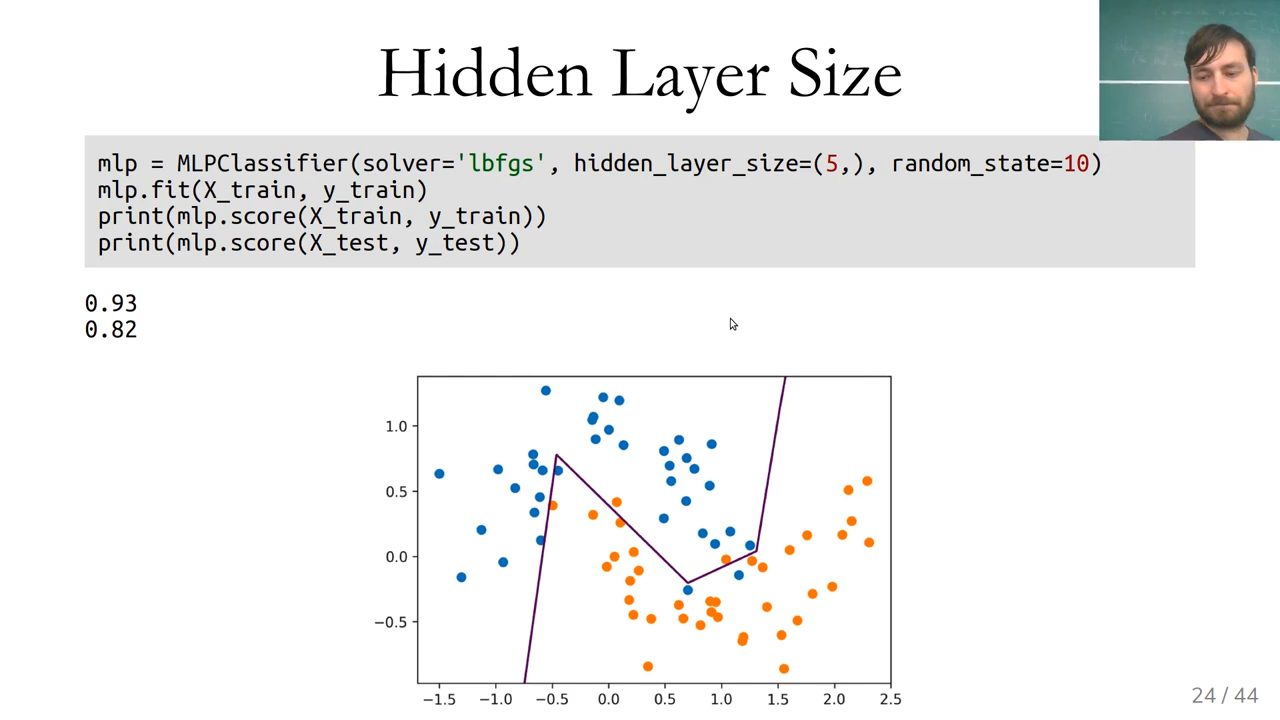 Hidden Layer Size
mlp = MLPClassifier(solver='lbfgs', hidden_layer_size=(5,), random_state=10)
mlp.fit(X_train, y_train)
print(mlp.score(X_train, y_train))
print(mlp.score(X_test, y_test))
0.93
0.82
1.0
0.5
0.0
−0.5
−1.5 −1.0 −0.5 0.0 0.5 1.0 1.5 2.0 2.5
24 / 44